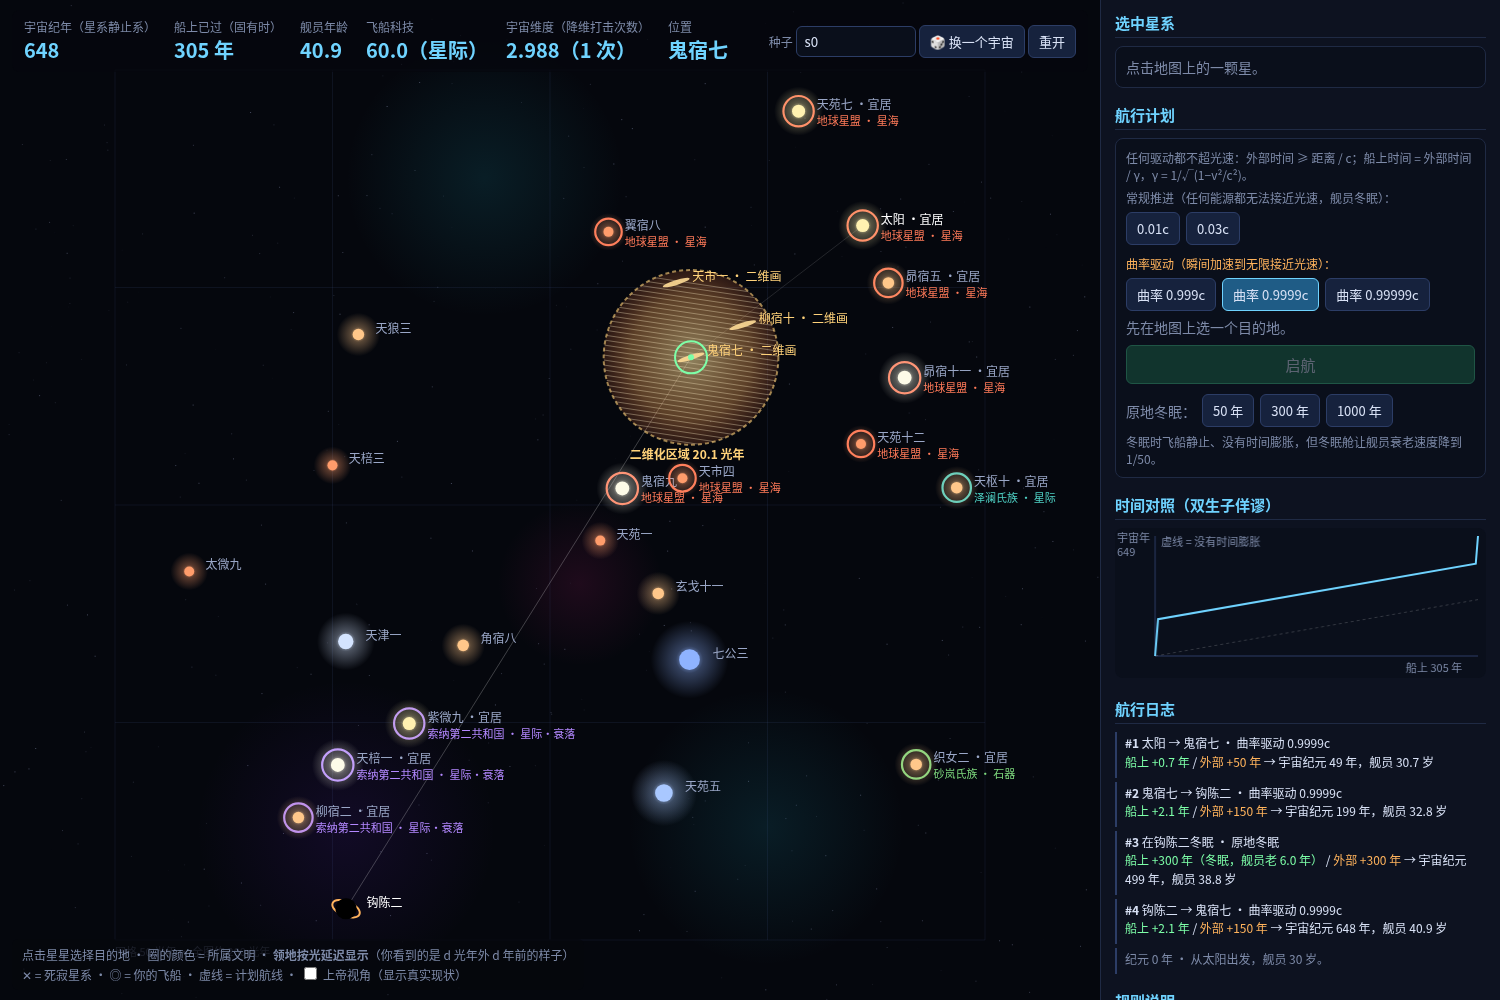 宇宙纪年（星系静止系）
648
船上已过（固有时）
305 年
舰员年龄
40.9
飞船科技
60.0（星际）
宇宙维度（降维打击次数）
2.988（1 次）
位置
鬼宿七
种子
s0
🎲 换一个宇宙
重开
天苑七 ・宜居
地球星盟 ・ 星海
翼宿八
地球星盟 ・ 星海
太阳 ・宜居
地球星盟 ・ 星海
天市一 ・ 二维画
昴宿五 ・宜居
地球星盟 ・ 星海
柳宿十 ・ 二维画
天狼三
鬼宿七 ・ 二维画
昴宿十一 ・宜居
地球星盟 ・ 星海
天苑十二
地球星盟 ・ 星海
二维化区域 20.1 光年
天棓三
天市四
地球星盟 ・ 星海
鬼宿九
地球星盟 ・ 星海
天枢十 ・宜居
泽澜氏族 ・ 星际
天苑一
太微九
玄戈十一
天津一
角宿八
七公三
紫微九 ・宜居
索纳第二共和国 ・ 星际・衰落
天棓一 ・宜居
索纳第二共和国 ・ 星际・衰落
织女二 ・宜居
砂岚氏族 ・ 石器
天苑五
柳宿二 ・宜居
索纳第二共和国 ・ 星际・衰落
钩陈二
点击星星选择目的地 ・ 圈的颜色 = 所属文明 ・ 领地按光延迟显示（你看到的是 d 光年外 d 年前的样子）
✕ = 死寂星系 ・ ◎ = 你的飞船 ・ 虚线 = 计划航线 ・ 上帝视角（显示真实现状）
选中星系
点击地图上的一颗星。
航行计划
任何驱动都不超光速：外部时间 ⩾ 距离 / c；船上时间 = 外部时间
/ γ，γ = 1/√(1−v²/c²)。
常规推进（任何能源都无法接近光速，舰员冬眠）：
0.01c
0.03c
曲率驱动（瞬间加速到无限接近光速）：
曲率 0.999c
曲率 0.9999c
曲率 0.99999c
先在地图上选一个目的地。
启航
原地冬眠：
50 年
300 年
1000 年
冬眠时飞船静止、没有时间膨胀，但冬眠舱让舰员衰老速度降到
1/50。
时间对照（双生子佯谬）
宇宙年
649
虚线 = 没有时间膨胀
船上 305 年
航行日志
#1 太阳 → 鬼宿七 ・ 曲率驱动 0.9999c
船上 +0.7 年 / 外部 +50 年 → 宇宙纪元 49 年，舰员 30.7 岁
#2 鬼宿七 → 钩陈二 ・ 曲率驱动 0.9999c
船上 +2.1 年 / 外部 +150 年 → 宇宙纪元 199 年，舰员 32.8 岁
#3 在钩陈二冬眠 ・ 原地冬眠
船上 +300 年（冬眠，舰员老 6.0 年） / 外部 +300 年 → 宇宙纪元
499 年，舰员 38.8 岁
#4 钩陈二 → 鬼宿七 ・ 曲率驱动 0.9999c
船上 +2.1 年 / 外部 +150 年 → 宇宙纪元 648 年，舰员 40.9 岁
纪元 0 年 ・ 从太阳出发，舰员 30 岁。